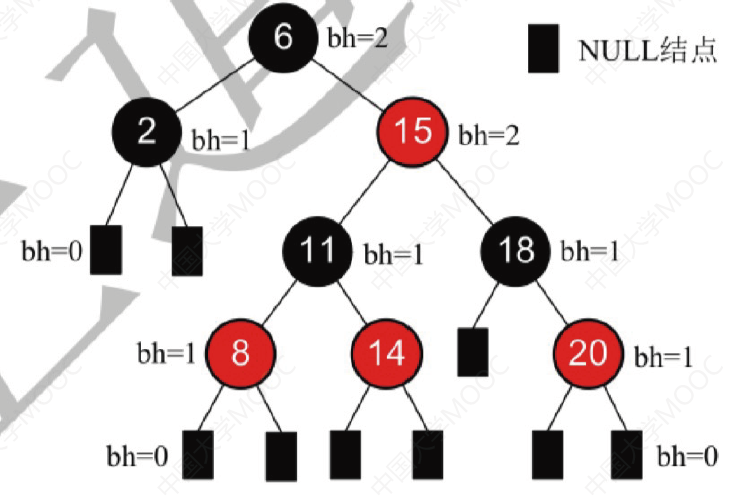 6 bh=2
NULL结点
2 bh=1
15 bh=2
bh=0
11 bh=1
18 bh=1
bh=1 8
14
20 bh=1
bh=0
bh=0
中国大学MOOC